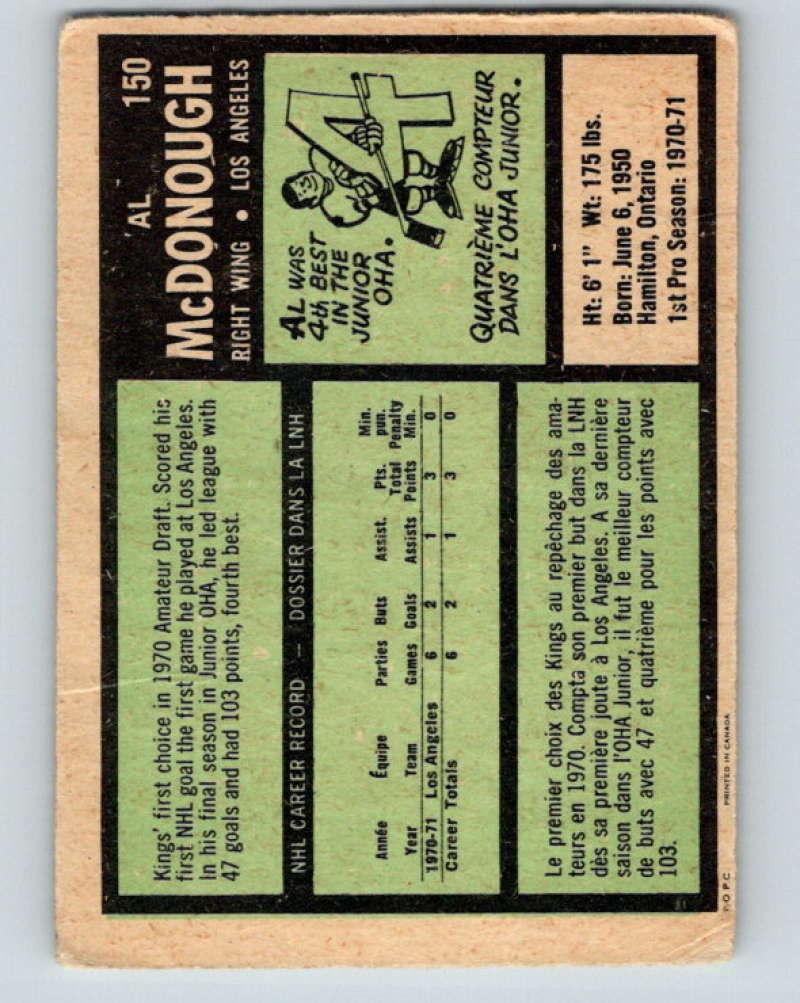 AL 150
McDONOUGH
RIGHT WING • LOS ANGELES
Kings' first choice in 1970 Amateur Draft. Scored his
first NHL goal the first game he played at Los Angeles.
In his final season in Junior OHA, he led league with
47 goals and had 103 points, fourth best.
AL WAS
4th BEST
IN THE
JUNIOR
OHA.
4
QUATRIÈME COMPTEUR
DANS L'OHA JUNIOR.
NHL CAREER RECORD — DOSSIER DANS LA LNH
Année Équipe Parties Buts Assist. Pts. Total Min. pun.
Year Team Games Goals Assists Points Penalty Min.
1970-71 Los Angeles 6 2 1 3 0
Career Totals 6 2 1 3 0
Ht: 6' 1" Wt: 175 lbs.
Born: June 6, 1950
Hamilton, Ontario
1st Pro Season: 1970-71
Le premier choix des Kings au repêchage des ama-
teurs en 1970. Compta son premier but dans la LNH
dès sa première joute à Los Angeles. A sa dernière
saison dans l'OHA Junior, il fut le meilleur compteur
de buts avec 47 et quatrième pour les points avec
103.
O.P.C. PRINTED IN CANADA